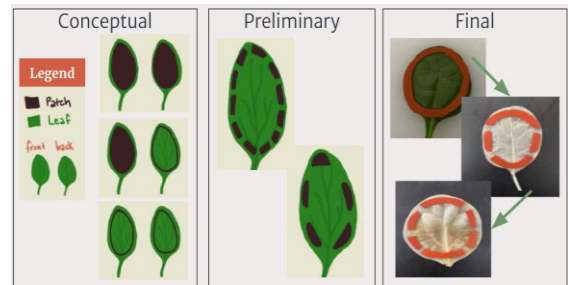 Conceptual
Preliminary
Final
Legend
Patch
Leaf
front back